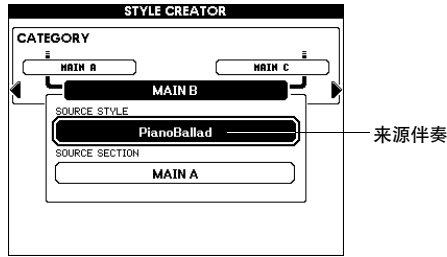 STYLE CREATOR
CATEGORY
MAIN A
MAIN C
MAIN B
SOURCE STYLE
PianoBallad
来源伴奏
SOURCE SECTION
MAIN A